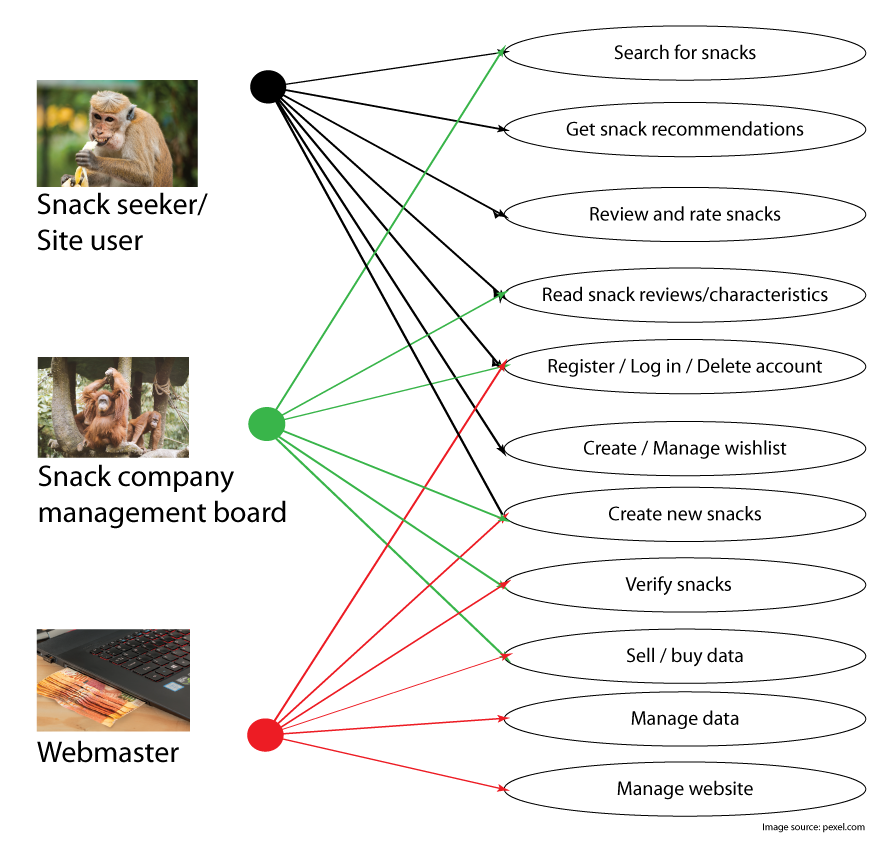 Search for snacks
Get snack recommendations
Snack seeker/
Site user
Review and rate snacks
Read snack reviews/characteristics
Register / Log in / Delete account
Create / Manage wishlist
Snack company
management board
Create new snacks
Verify snacks
Sell / buy data
Manage data
Webmaster
Manage website
Image source: pexel.com